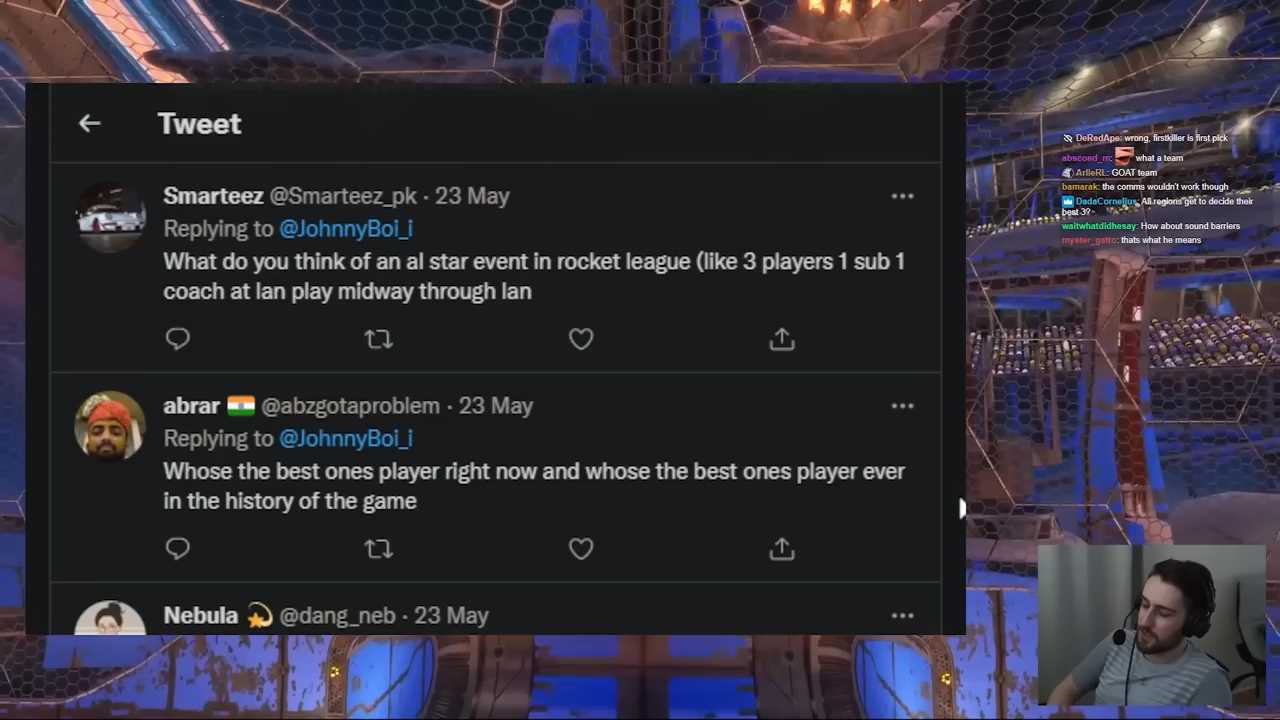 Tweet
Smarteez @Smarteez_pk · 23 May
Replying to @JohnnyBoi_i
What do you think of an al star event in rocket league (like 3 players 1 sub 1
coach at lan play midway through lan
abrar @abzgotaproblem · 23 May
Replying to @JohnnyBoi_i
Whose the best ones player right now and whose the best ones player ever
in the history of the game
Nebula @dang_neb · 23 May
DeRedApe: wrong, firstkiller is first pick
abscond_m: what a team
ArlieRL: GOAT team
bamarak: the comms wouldn't work though
DadaCornelius: All regions get to decide their
best 3?
waltwhatdidhesay: How about sound barriers
myster_gatto: thats what he means